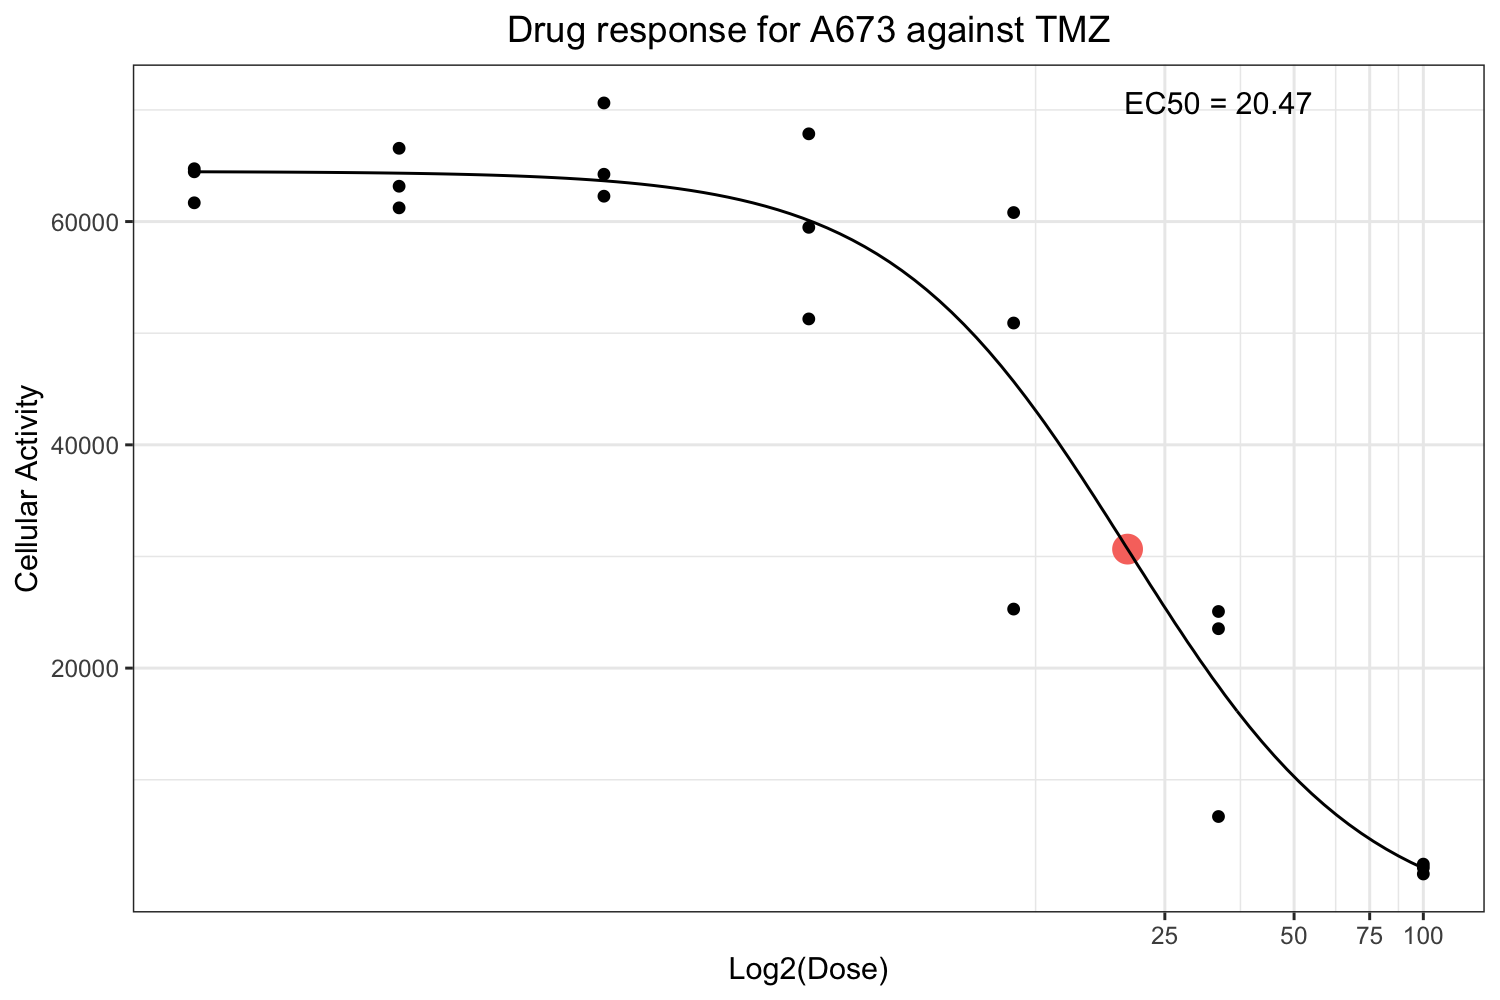 Drug response for A673 against TMZ
EC50 = 20.47
60000
40000
20000
Cellular Activity
25 50 75 100
Log2(Dose)